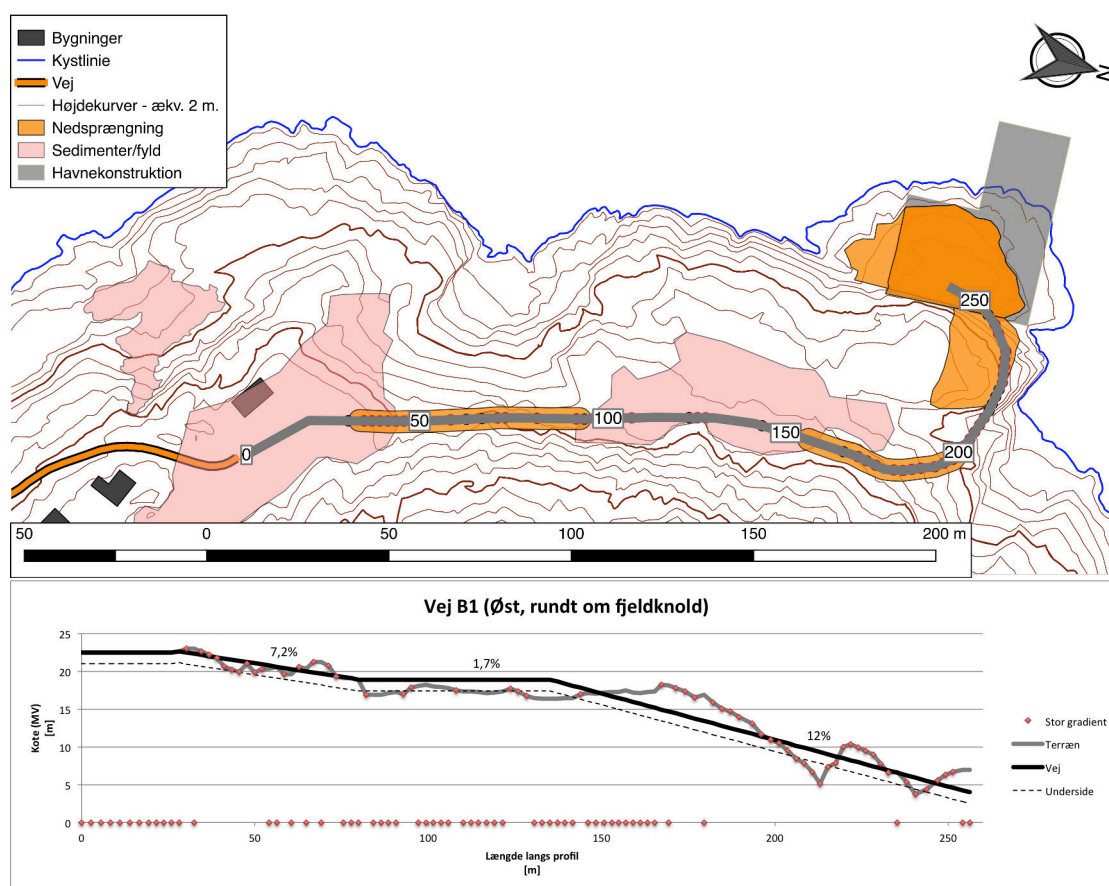 Bygninger
Kystlinie
Vej
Højdekurver - ækv. 2 m.
Nedsprængning
Sedimenter/fyld
Havnekonstruktion
N
250
0
50
100
150
200
50 0 50 100 150 200 m
Vej B1 (Øst, rundt om fjeldknold)
Kote (MV)
[m]
25
20
15
10
5
0
7,2%
1,7%
12%
0 50 100 150 200 250
Længde langs profil
[m]
Stor gradient
Terræn
Vej
Underside